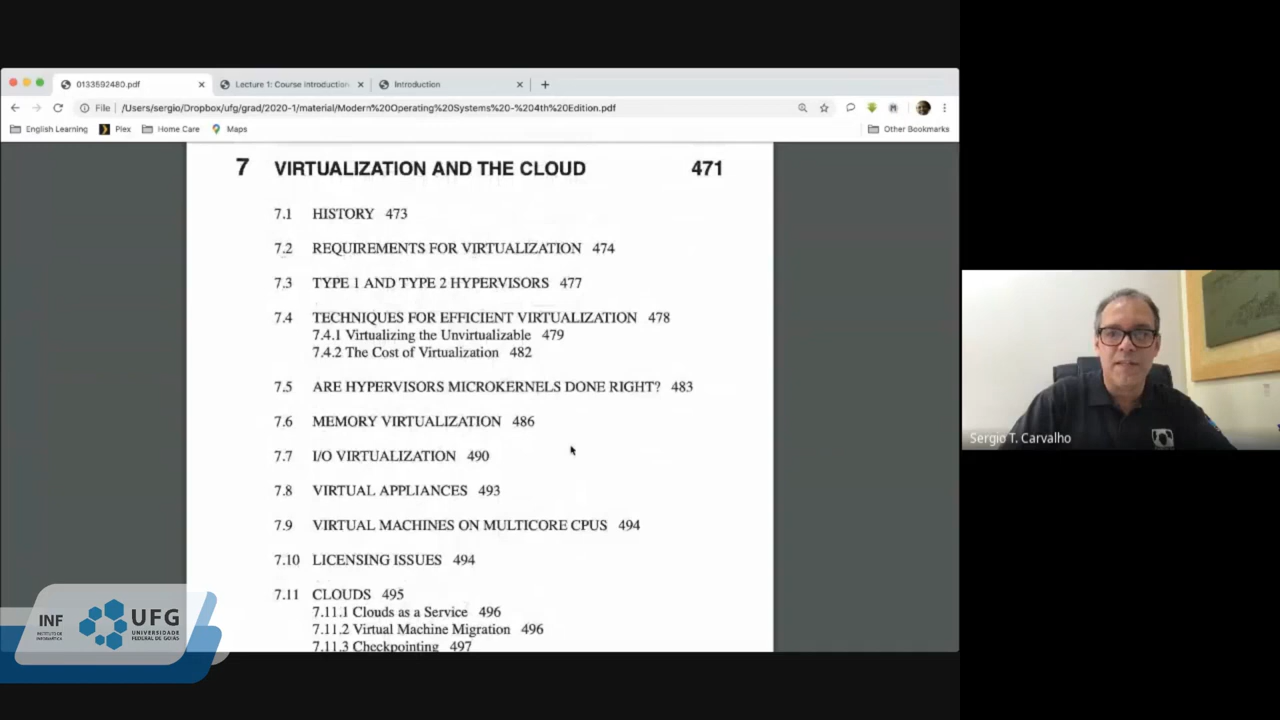 0133592480.pdf
Lecture 1: Course Introduction
Introduction
File
/Users/sergio/Dropbox/ufg/grad/2020-1/material/Modern%20Operating%20Systems%20-%204th%20Edition.pdf
English Learning
Plex
Home Care
Maps
Other Bookmarks
7 VIRTUALIZATION AND THE CLOUD 471
7.1 HISTORY 473
7.2 REQUIREMENTS FOR VIRTUALIZATION 474
7.3 TYPE 1 AND TYPE 2 HYPERVISORS 477
7.4 TECHNIQUES FOR EFFICIENT VIRTUALIZATION 478
7.4.1 Virtualizing the Unvirtualizable 479
7.4.2 The Cost of Virtualization 482
7.5 ARE HYPERVISORS MICROKERNELS DONE RIGHT? 483
7.6 MEMORY VIRTUALIZATION 486
7.7 I/O VIRTUALIZATION 490
7.8 VIRTUAL APPLIANCES 493
7.9 VIRTUAL MACHINES ON MULTICORE CPUS 494
7.10 LICENSING ISSUES 494
7.11 CLOUDS 495
7.11.1 Clouds as a Service 496
7.11.2 Virtual Machine Migration 496
7.11.3 Checkpointing 497
Sergio T. Carvalho
INF
INSTITUTO DE
INFORMÁTICA
UFG
UNIVERSIDADE
FEDERAL DE GOIÁS